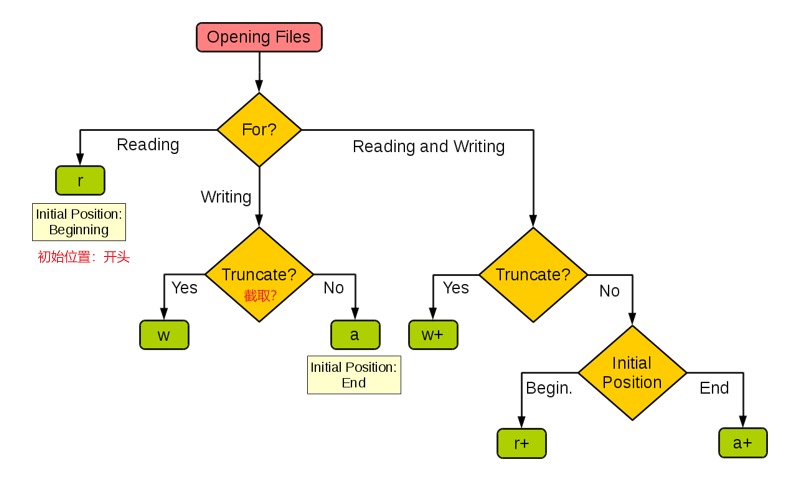 Opening Files
For?
Reading
Reading and Writing
r
Writing
Initial Position:
Beginning
初始位置：开头
Truncate?
截取?
Truncate?
Yes
No
Yes
No
w
a
w+
Initial Position:
End
Initial
Position
Begin.
End
r+
a+